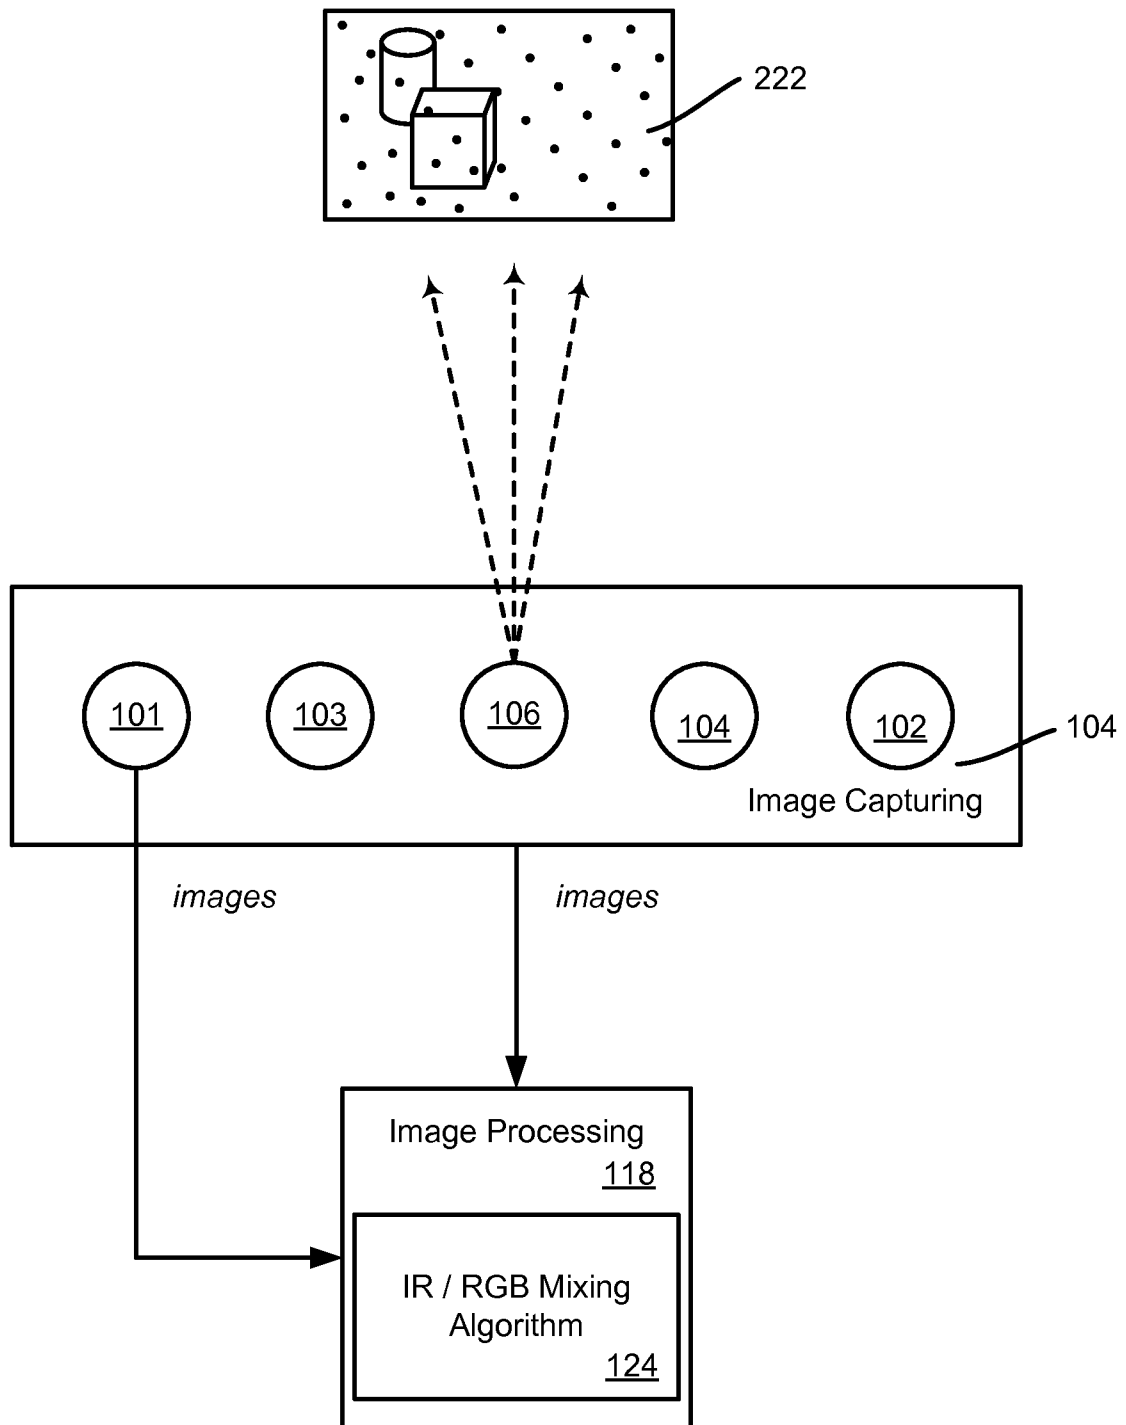 222
101
103
106
104
102
104
Image Capturing
images
images
Image Processing
118
IR / RGB Mixing
Algorithm
124